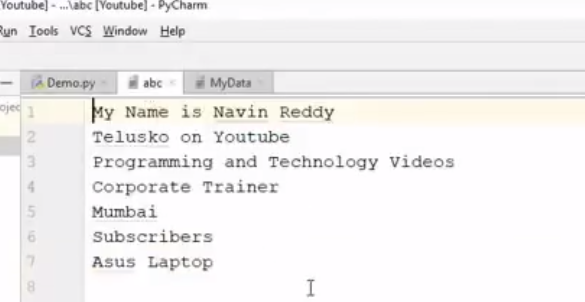 Youtube] - ...\abc [Youtube] - PyCharm
Run Tools VCS Window Help
Demo.py abc MyData
1 My Name is Navin Reddy
2 Telusko on Youtube
3 Programming and Technology Videos
4 Corporate Trainer
5 Mumbai
6 Subscribers
7 Asus Laptop
8